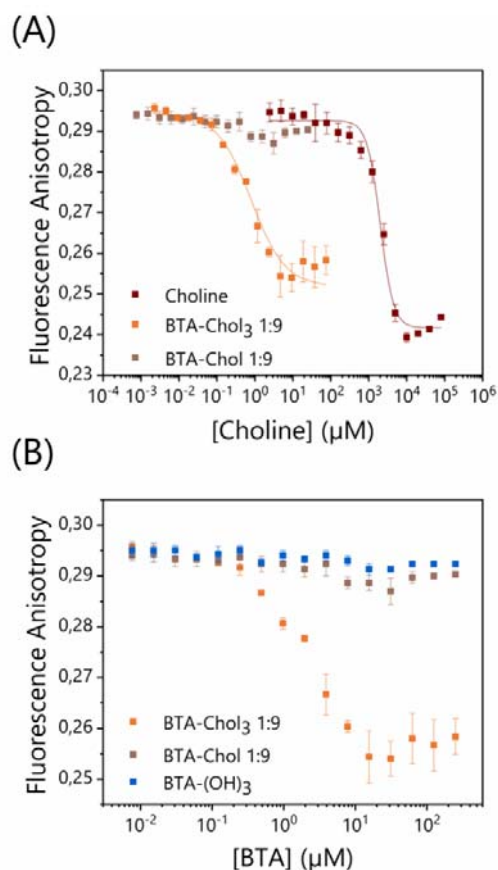 (A)
Fluorescence Anisotropy
0,30
0,29
0,28
0,27
0,26
0,25
0,24
0,23
Choline
BTA-Chol₃ 1:9
BTA-Chol 1:9
10⁻⁴ 10⁻³ 10⁻² 10⁻¹ 10⁰ 10¹ 10² 10³ 10⁴ 10⁵ 10⁶
[Choline] (µM)
(B)
Fluorescence Anisotropy
0,30
0,29
0,28
0,27
0,26
0,25
BTA-Chol₃ 1:9
BTA-Chol 1:9
BTA-(OH)₃
10⁻² 10⁻¹ 10⁰ 10¹ 10²
[BTA] (µM)